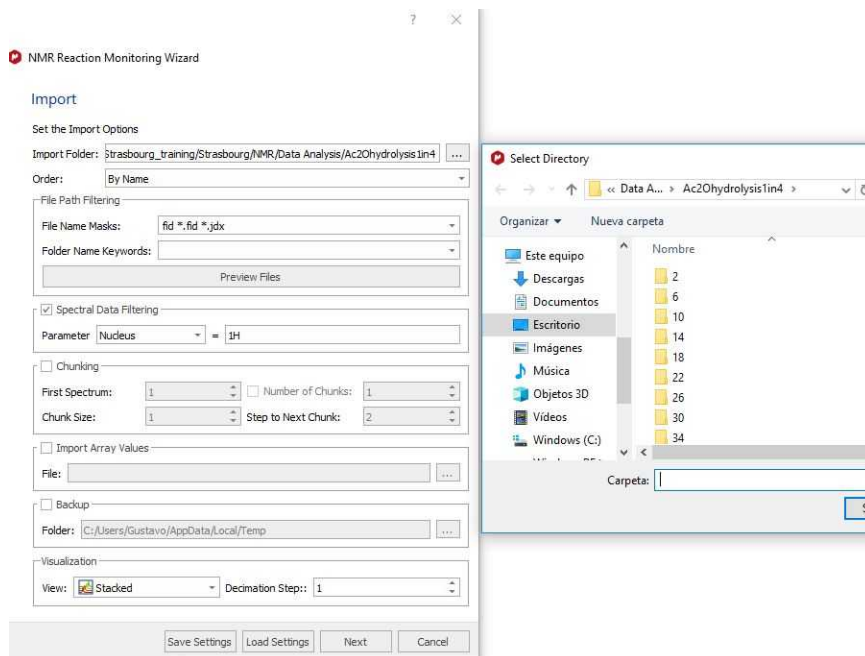 ?
NMR Reaction Monitoring Wizard
Import
Set the Import Options
Import Folder: Strasbourg_training/Strasbourg/NMR/Data Analysis/Ac2Ohydrolysis1in4 ...
Order: By Name
File Path Filtering
File Name Masks: fid *.fid *.jdx
Folder Name Keywords:
Preview Files
Spectral Data Filtering
Parameter Nucleus = 1H
Chunking
First Spectrum: 1 Number of Chunks: 1
Chunk Size: 1 Step to Next Chunk: 2
Import Array Values
File: ...
Backup
Folder: C:/Users/Gustavo/AppData/Local/Temp ...
Visualization
View: Stacked Decimation Step:: 1
Save Settings Load Settings Next Cancel
Select Directory
« Data A... › Ac2Ohydrolysis1in4 ›
Organizar Nueva carpeta
Este equipo
Descargas
Documentos
Escritorio
Imágenes
Música
Objetos 3D
Vídeos
Windows (C:)
Nombre
2
6
10
14
18
22
26
30
34
Carpeta: